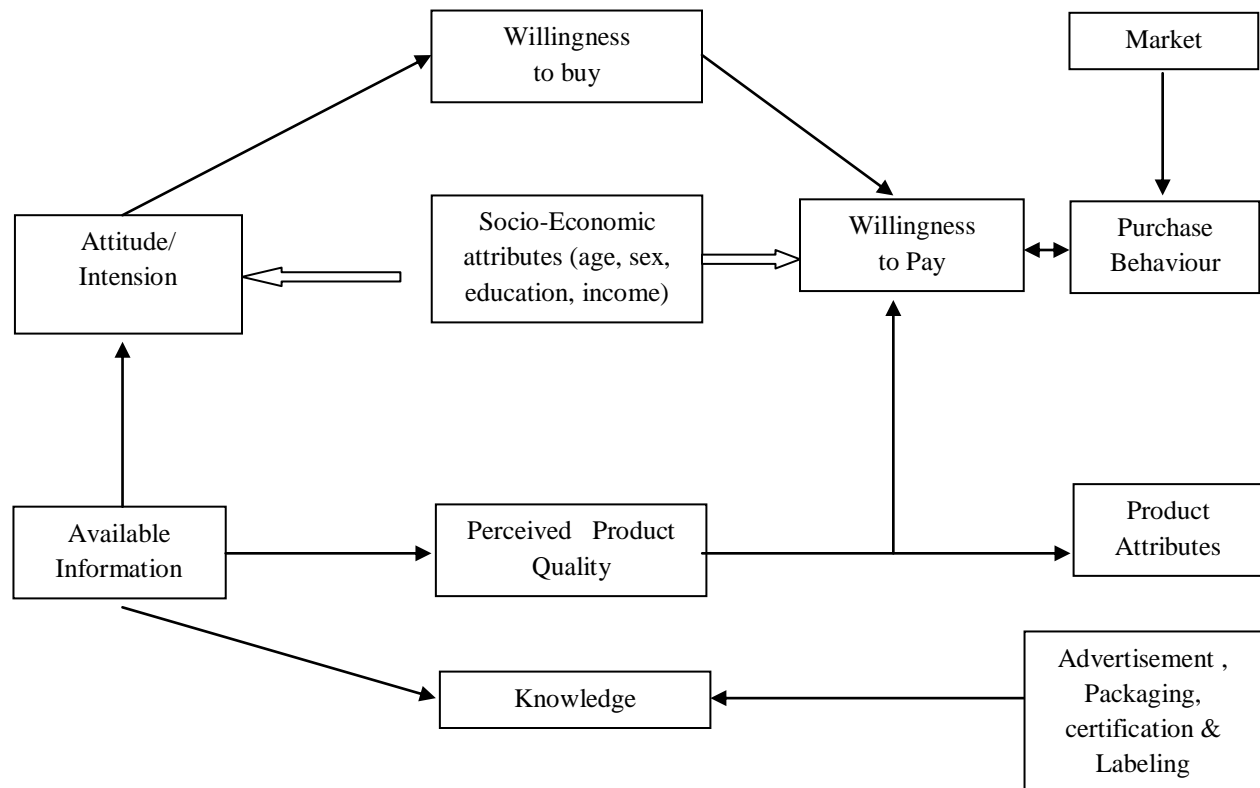 Willingness
to buy
Market
Attitude/
Intension
Socio-Economic
attributes (age, sex,
education, income)
Willingness
to Pay
Purchase
Behaviour
Available
Information
Perceived Product
Quality
Product
Attributes
Knowledge
Advertisement ,
Packaging,
certification &
Labeling